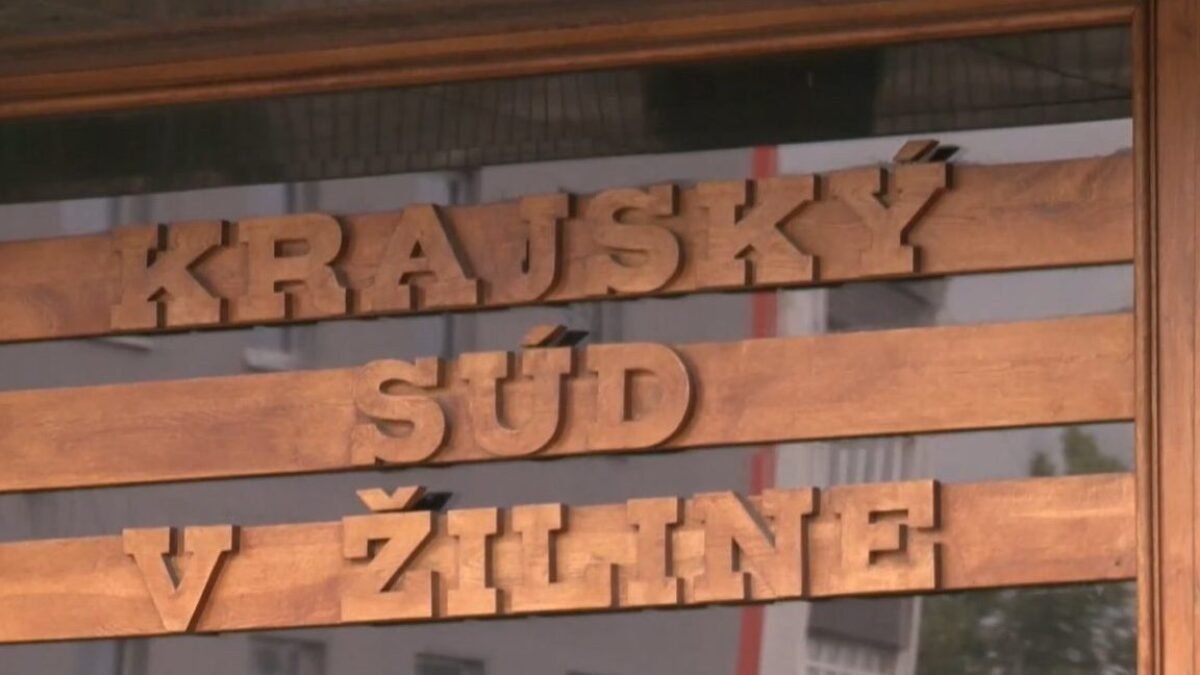 KRAJSKÝ
SÚD
V ŽILINE